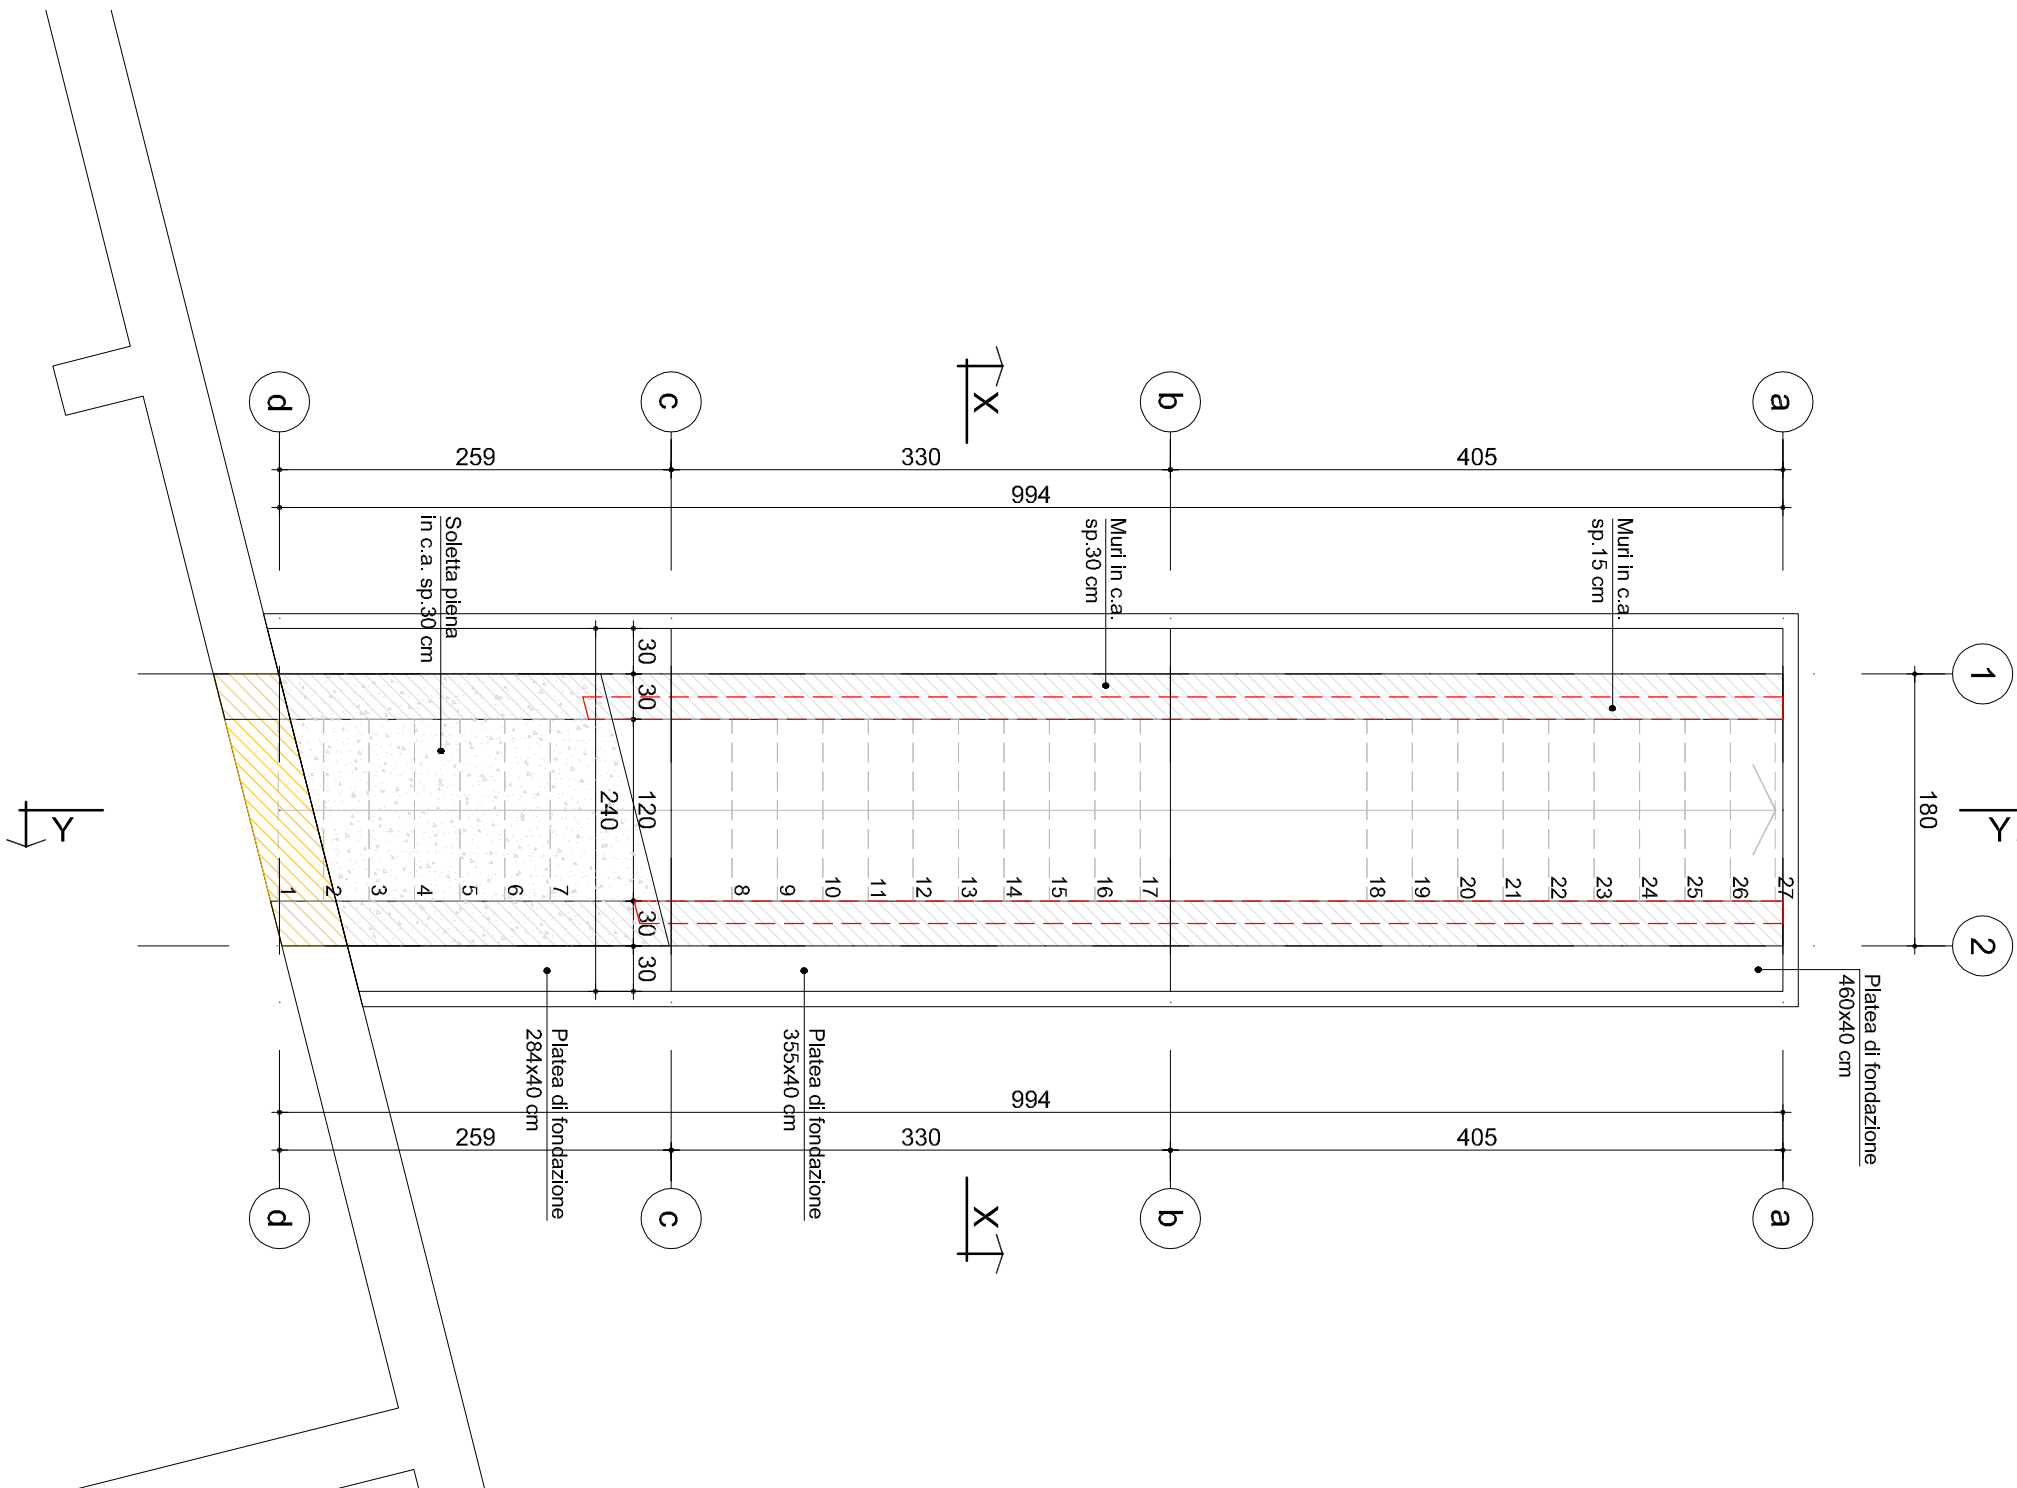 d
c
X
b
a
259
330
405
994
Soletta piena
in c.a. sp.30 cm
Muri in c.a.
sp.30 cm
Muri in c.a.
sp.15 cm
1
30
30
180
240
120
Y
Y
1
2
3
4
5
6
7
8
9
10
11
12
13
14
15
16
17
18
19
20
21
22
23
24
25
26
27
30
30
2
Platea di fondazione
284x40 cm
Platea di fondazione
355x40 cm
Platea di fondazione
460x40 cm
994
259
330
405
d
c
X
b
a